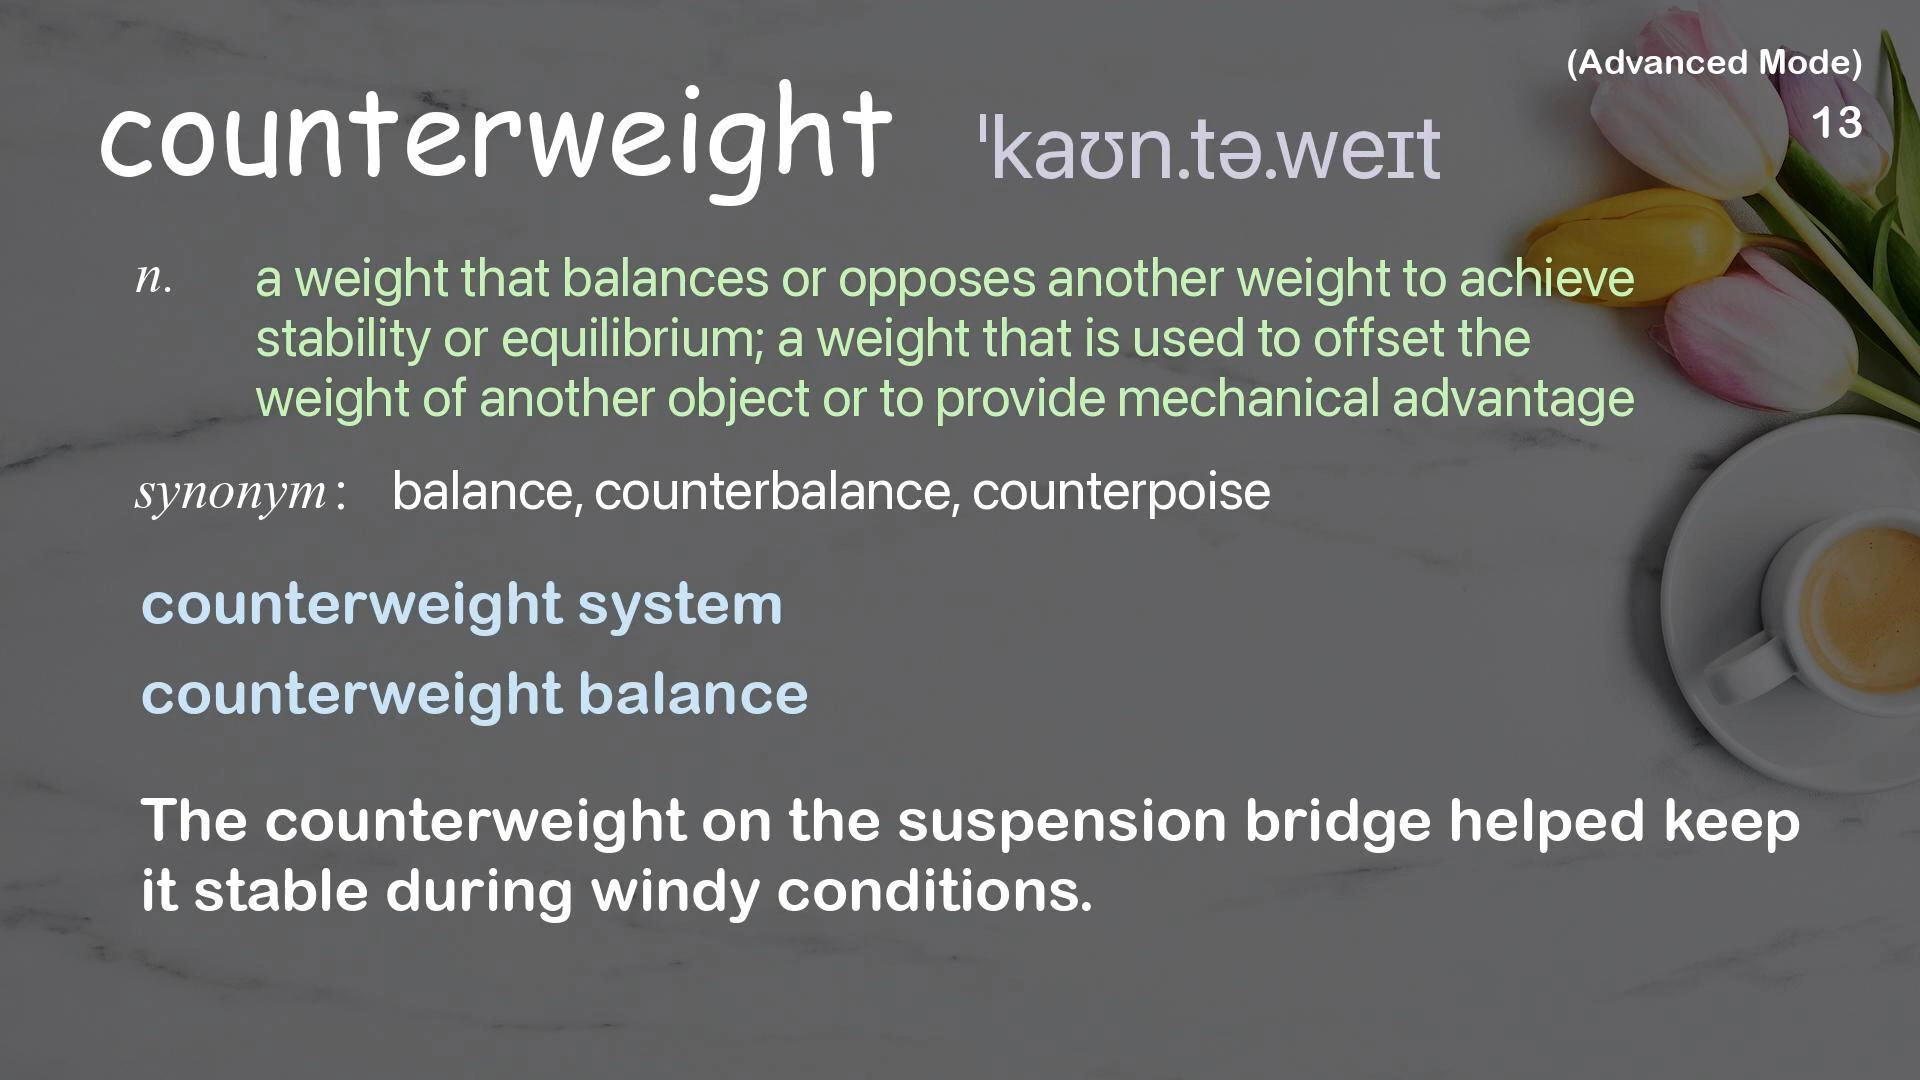 (Advanced Mode)
13
counterweight ˈkaʊn.tə.weɪt
n. a weight that balances or opposes another weight to achieve
stability or equilibrium; a weight that is used to offset the
weight of another object or to provide mechanical advantage
synonym: balance, counterbalance, counterpoise
counterweight system
counterweight balance
The counterweight on the suspension bridge helped keep
it stable during windy conditions.